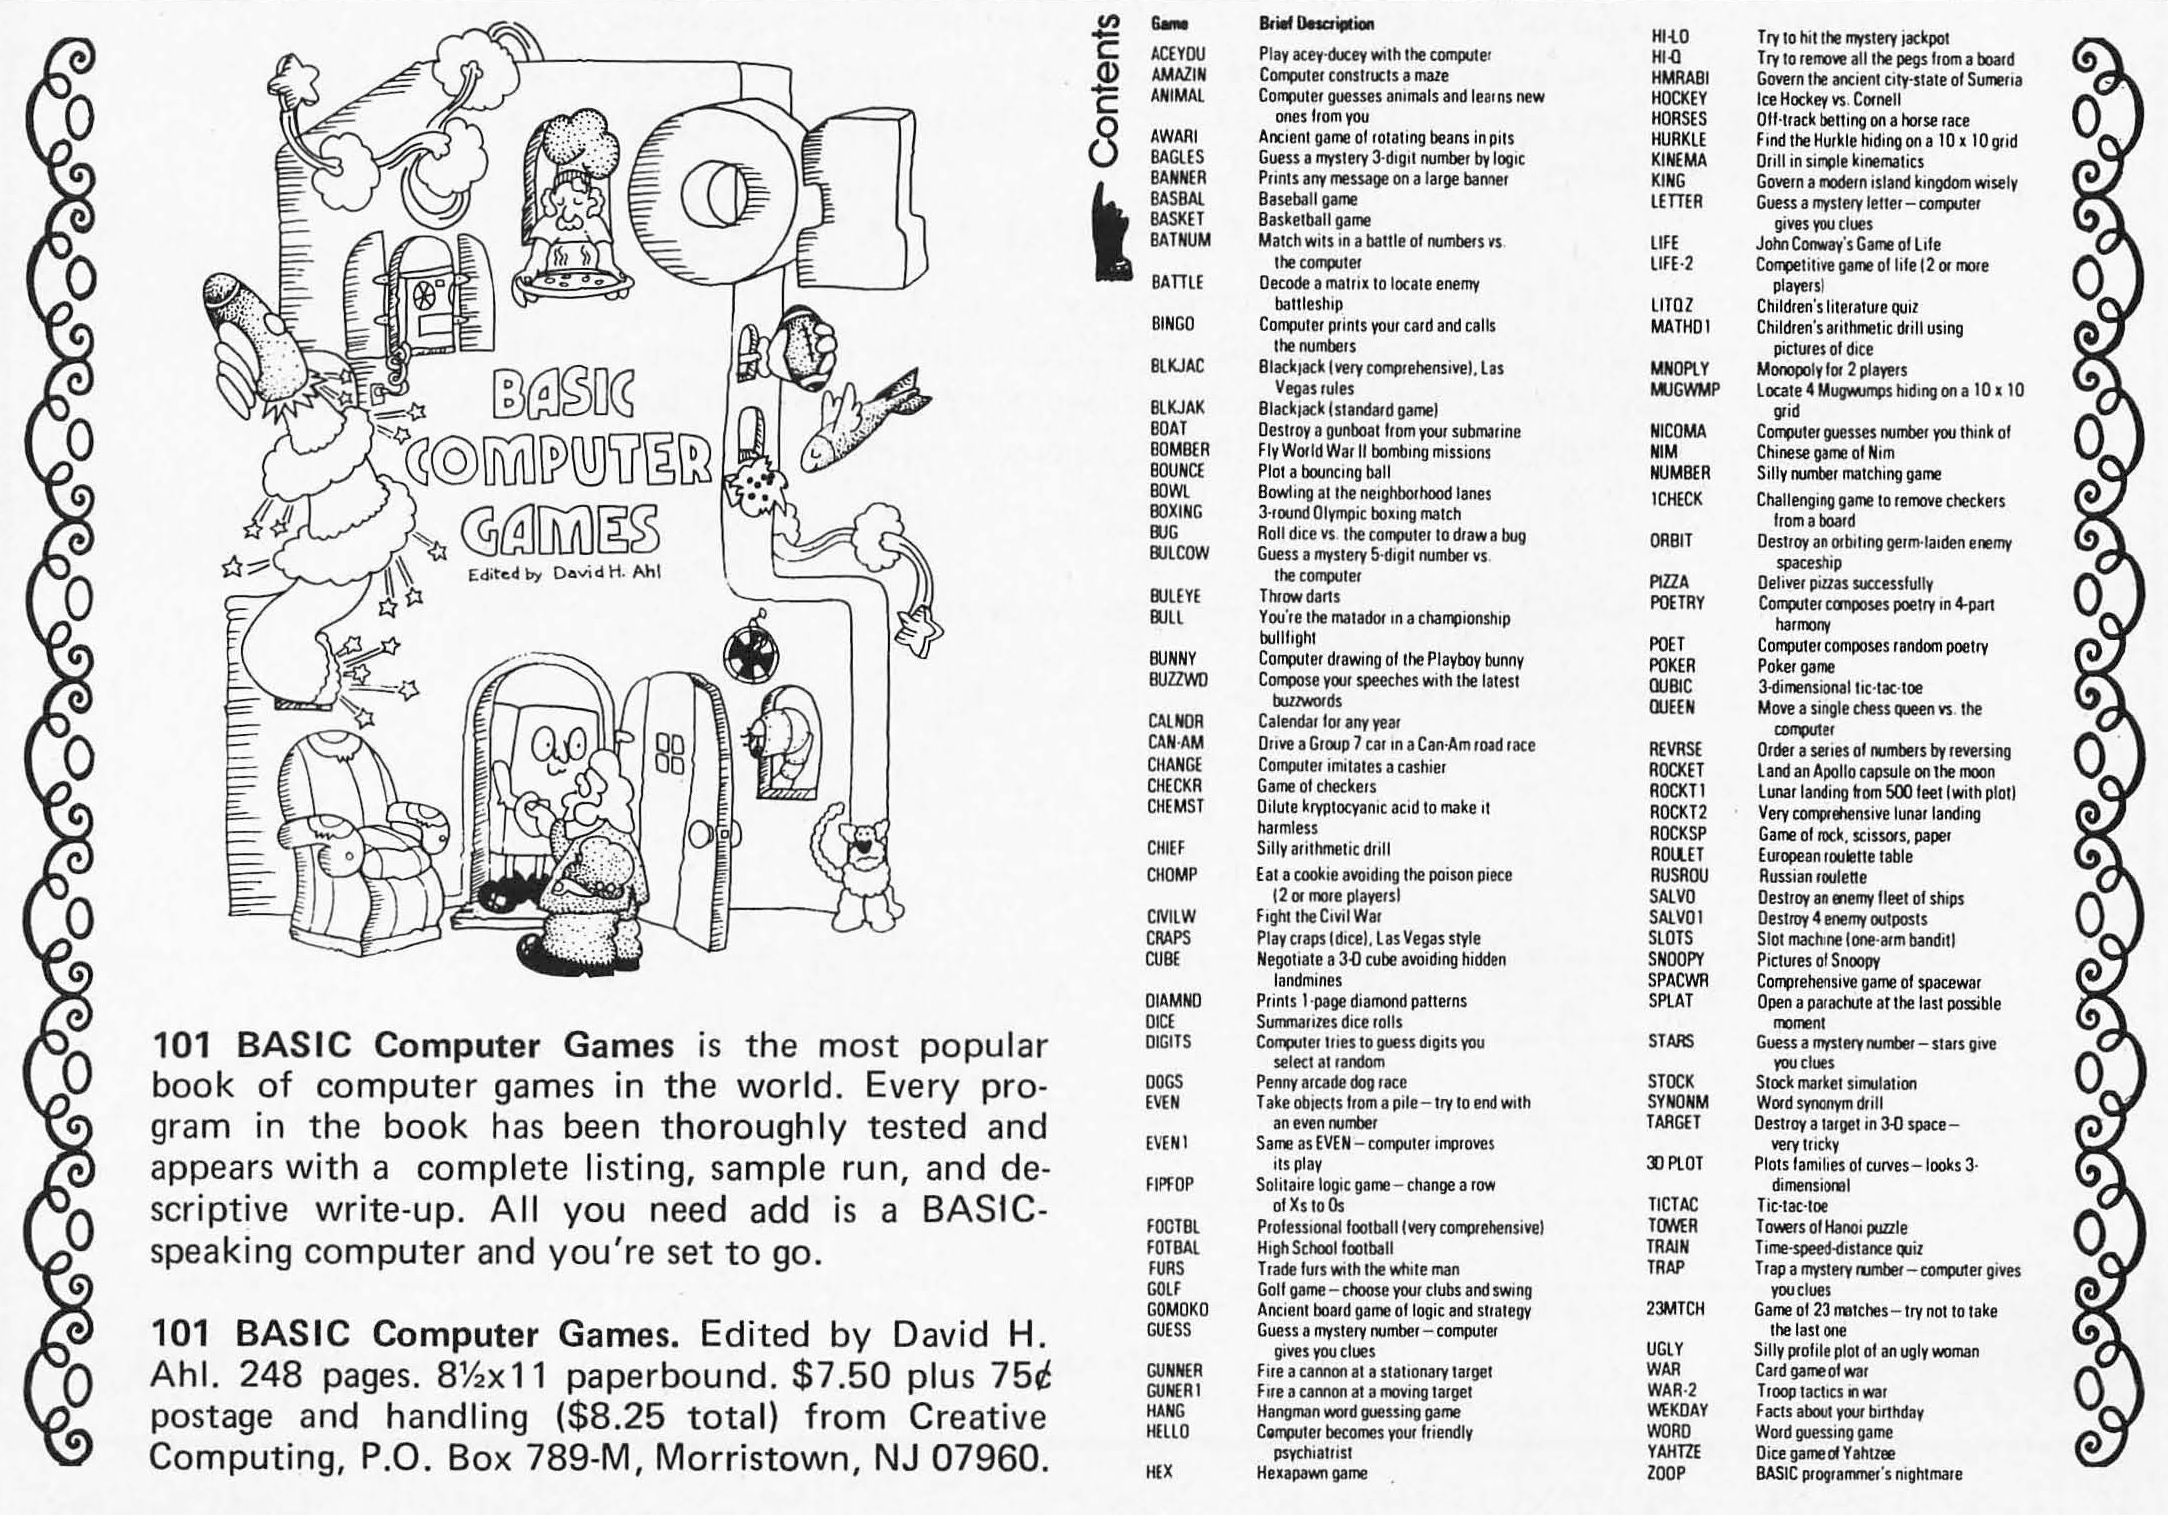 101
BASIC
COMPUTER
GAMES
Edited by David H. Ahl
101 BASIC Computer Games is the most popular
book of computer games in the world. Every pro-
gram in the book has been thoroughly tested and
appears with a complete listing, sample run, and de-
scriptive write-up. All you need add is a BASIC-
speaking computer and you're set to go.
101 BASIC Computer Games. Edited by David H.
Ahl. 248 pages. 8½x11 paperbound. $7.50 plus 75¢
postage and handling ($8.25 total) from Creative
Computing, P.O. Box 789-M, Morristown, NJ 07960.
Contents
Game Brief Description
ACEYDU Play acey-ducey with the computer
AMAZIN Computer constructs a maze
ANIMAL Computer guesses animals and learns new
ones from you
AWARI Ancient game of rotating beans in pits
BAGLES Guess a mystery 3-digit number by logic
BANNER Prints any message on a large banner
BASBAL Baseball game
BASKET Basketball game
BATNUM Match wits in a battle of numbers vs.
the computer
BATTLE Decode a matrix to locate enemy
battleship
BINGO Computer prints your card and calls
the numbers
BLKJAC Blackjack (very comprehensive), Las
Vegas rules
BLKJAK Blackjack (standard game)
BOAT Destroy a gunboat from your submarine
BOMBER Fly World War II bombing missions
BOUNCE Plot a bouncing ball
BOWL Bowling at the neighborhood lanes
BOXING 3-round Olympic boxing match
BUG Roll dice vs. the computer to draw a bug
BULCOW Guess a mystery 5-digit number vs.
the computer
BULEYE Throw darts
BULL You're the matador in a championship
bullfight
BUNNY Computer drawing of the Playboy bunny
BUZZWD Compose your speeches with the latest
buzzwords
CALNDR Calendar for any year
CAN-AM Drive a Group 7 car in a Can-Am road race
CHANGE Computer imitates a cashier
CHECKR Game of checkers
CHEMST Dilute kryptocyanic acid to make it
harmless
CHIEF Silly arithmetic drill
CHOMP Eat a cookie avoiding the poison piece
(2 or more players)
CIVILW Fight the Civil War
CRAPS Play craps (dice), Las Vegas style
CUBE Negotiate a 3-D cube avoiding hidden
landmines
DIAMND Prints 1-page diamond patterns
DICE Summarizes dice rolls
DIGITS Computer tries to guess digits you
select at random
DOGS Penny arcade dog race
EVEN Take objects from a pile — try to end with
an even number
EVEN1 Same as EVEN — computer improves
its play
FIPFOP Solitaire logic game — change a row
of Xs to Os
FOOTBL Professional football (very comprehensive)
FOTBAL High School football
FURS Trade furs with the white man
GOLF Golf game — choose your clubs and swing
GOMOKO Ancient board game of logic and strategy
GUESS Guess a mystery number — computer
gives you clues
GUNNER Fire a cannon at a stationary target
GUNER1 Fire a cannon at a moving target
HANG Hangman word guessing game
HELLO Computer becomes your friendly
psychiatrist
HEX Hexapawn game
HI-LO Try to hit the mystery jackpot
HI-Q Try to remove all the pegs from a board
HMRABI Govern the ancient city-state of Sumeria
HOCKEY Ice Hockey vs. Cornell
HORSES Off-track betting on a horse race
HURKLE Find the Hurkle hiding on a 10 x 10 grid
KINEMA Drill in simple kinematics
KING Govern a modern island kingdom wisely
LETTER Guess a mystery letter — computer
gives you clues
LIFE John Conway's Game of Life
LIFE-2 Competitive game of life (2 or more
players)
LITQZ Children's literature quiz
MATHD1 Children's arithmetic drill using
pictures of dice
MNOPLY Monopoly for 2 players
MUGWMP Locate 4 Mugwumps hiding on a 10 x 10
grid
NICOMA Computer guesses number you think of
NIM Chinese game of Nim
NUMBER Silly number matching game
1CHECK Challenging game to remove checkers
from a board
ORBIT Destroy an orbiting germ-laiden enemy
spaceship
PIZZA Deliver pizzas successfully
POETRY Computer composes poetry in 4-part
harmony
POET Computer composes random poetry
POKER Poker game
QUBIC 3-dimensional tic-tac-toe
QUEEN Move a single chess queen vs. the
computer
REVRSE Order a series of numbers by reversing
ROCKET Land an Apollo capsule on the moon
ROCKT1 Lunar landing from 500 feet (with plot)
ROCKT2 Very comprehensive lunar landing
ROCKSP Game of rock, scissors, paper
ROULET European roulette table
RUSROU Russian roulette
SALVO Destroy an enemy fleet of ships
SALVO1 Destroy 4 enemy outposts
SLOTS Slot machine (one-arm bandit)
SNOOPY Pictures of Snoopy
SPACWR Comprehensive game of spacewar
SPLAT Open a parachute at the last possible
moment
STARS Guess a mystery number — stars give
you clues
STOCK Stock market simulation
SYNONM Word synonym drill
TARGET Destroy a target in 3-D space —
very tricky
3D PLOT Plots families of curves — looks 3-
dimensional
TICTAC Tic-tac-toe
TOWER Towers of Hanoi puzzle
TRAIN Time-speed-distance quiz
TRAP Trap a mystery number — computer gives
you clues
23MTCH Game of 23 matches — try not to take
the last one
UGLY Silly profile plot of an ugly woman
WAR Card game of war
WAR-2 Troop tactics in war
WEKDAY Facts about your birthday
WORD Word guessing game
YAHTZE Dice game of Yahtzee
ZOOP BASIC programmer's nightmare